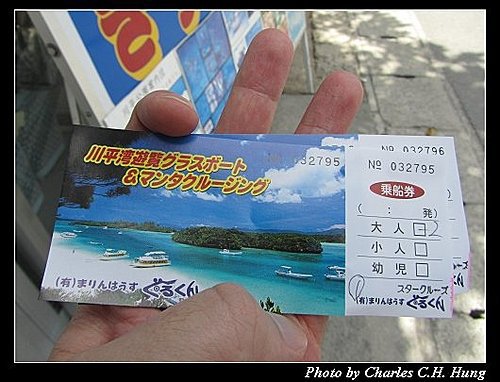 川平湾遊覧グラスボート
&マンタクルージング
032795
(有)まりんはうす ぐるくん
№ 032796
№ 032795
乗船券
( : 発)
大人 2
小人
幼児
スタークルーズ
(有)まりんはうす ぐるくん
Photo by Charles C.H. Hung